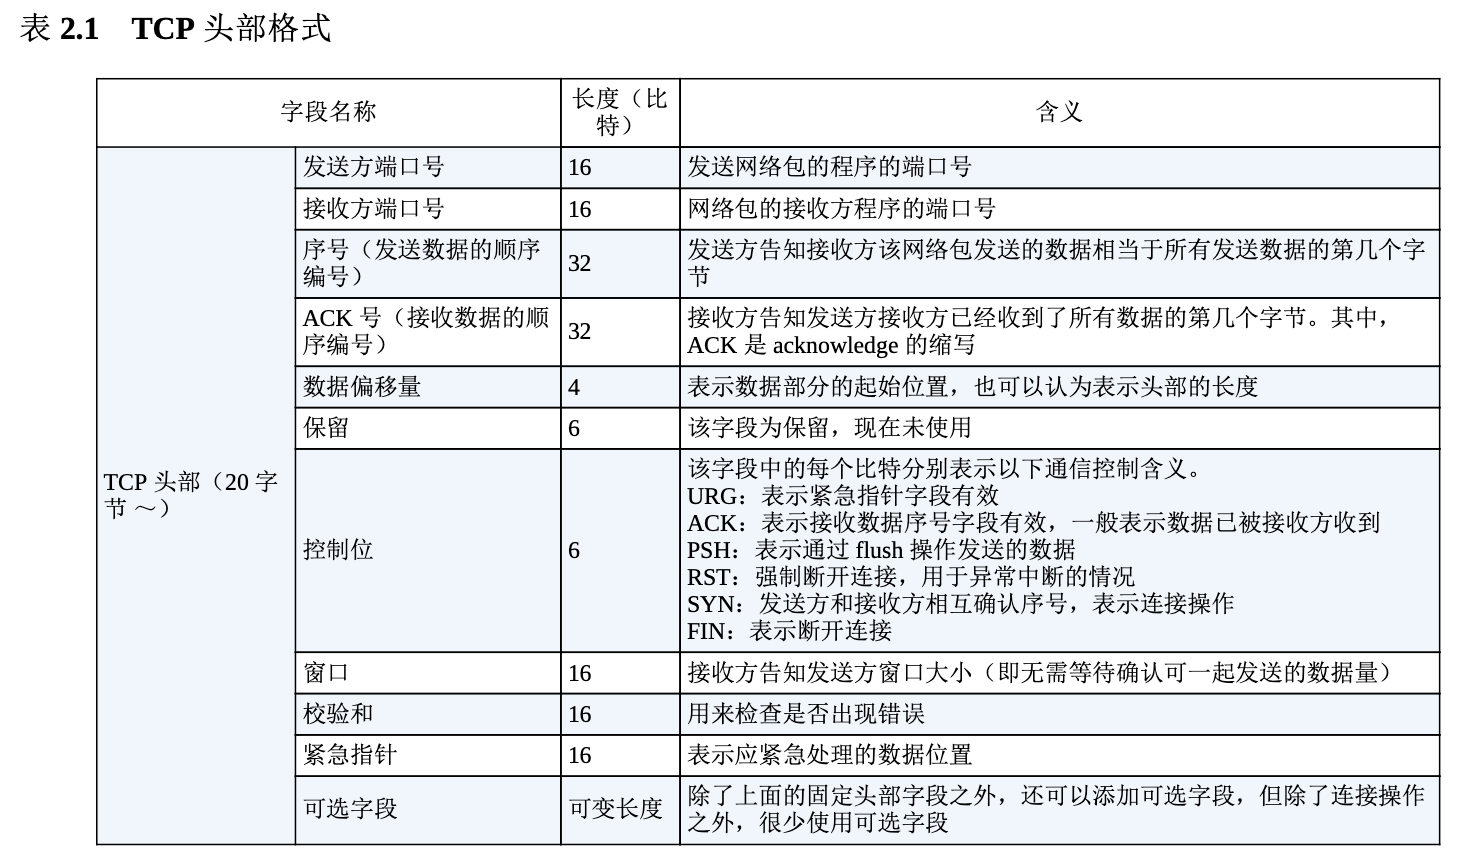 表 2.1 TCP 头部格式
字段名称
长度（比
特）
含义
TCP 头部（20 字
节 ～）
发送方端口号
16
发送网络包的程序的端口号
接收方端口号
16
网络包的接收方程序的端口号
序号（发送数据的顺序
编号）
32
发送方告知接收方该网络包发送的数据相当于所有发送数据的第几个字
节
ACK 号（接收数据的顺
序编号）
32
接收方告知发送方接收方已经收到了所有数据的第几个字节。其中，
ACK 是 acknowledge 的缩写
数据偏移量
4
表示数据部分的起始位置，也可以认为表示头部的长度
保留
6
该字段为保留，现在未使用
控制位
6
该字段中的每个比特分别表示以下通信控制含义。
URG：表示紧急指针字段有效
ACK：表示接收数据序号字段有效，一般表示数据已被接收方收到
PSH：表示通过 flush 操作发送的数据
RST：强制断开连接，用于异常中断的情况
SYN：发送方和接收方相互确认序号，表示连接操作
FIN：表示断开连接
窗口
16
接收方告知发送方窗口大小（即无需等待确认可一起发送的数据量）
校验和
16
用来检查是否出现错误
紧急指针
16
表示应紧急处理的数据位置
可选字段
可变长度
除了上面的固定头部字段之外，还可以添加可选字段，但除了连接操作
之外，很少使用可选字段